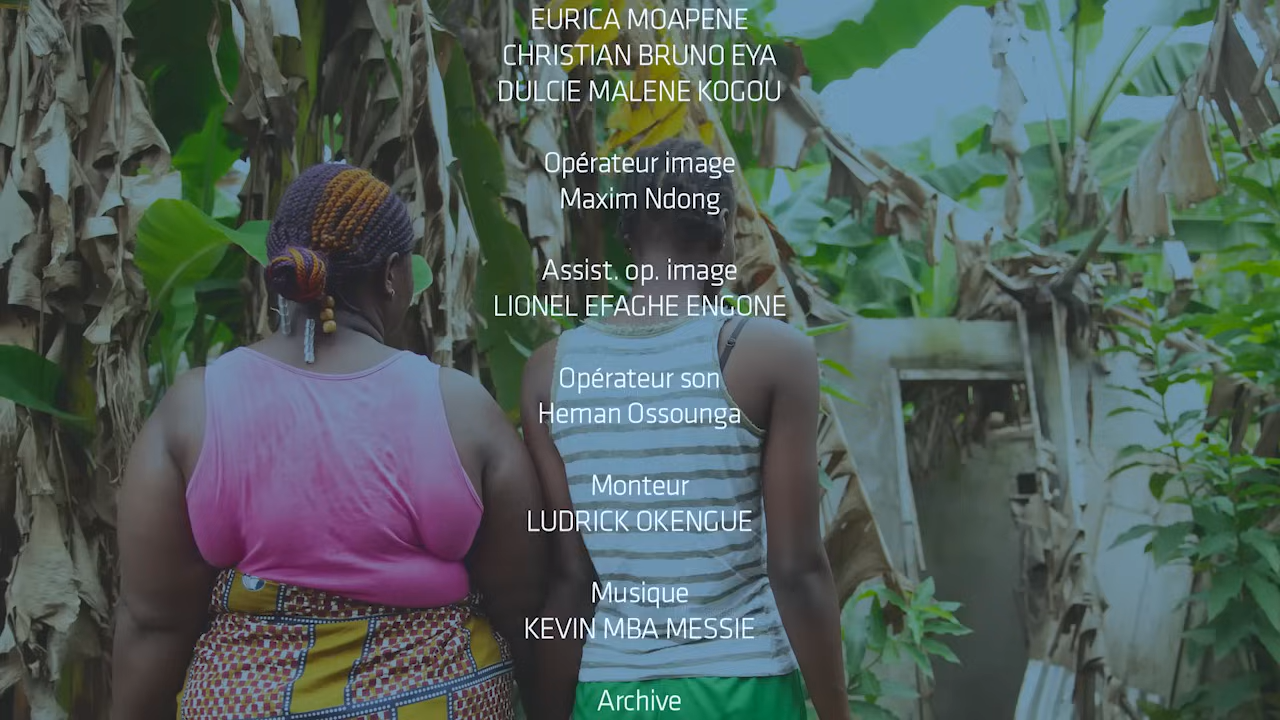 EURICA MOAPENE
CHRISTIAN BRUNO EYA
DULCIE MALENE KOGOU
Opérateur image
Maxim Ndong
Assist. op. image
LIONEL EFAGHE ENGONE
Opérateur son
Heman Ossounga
Monteur
LUDRICK OKENGUE
Musique
KEVIN MBA MESSIE
Archive